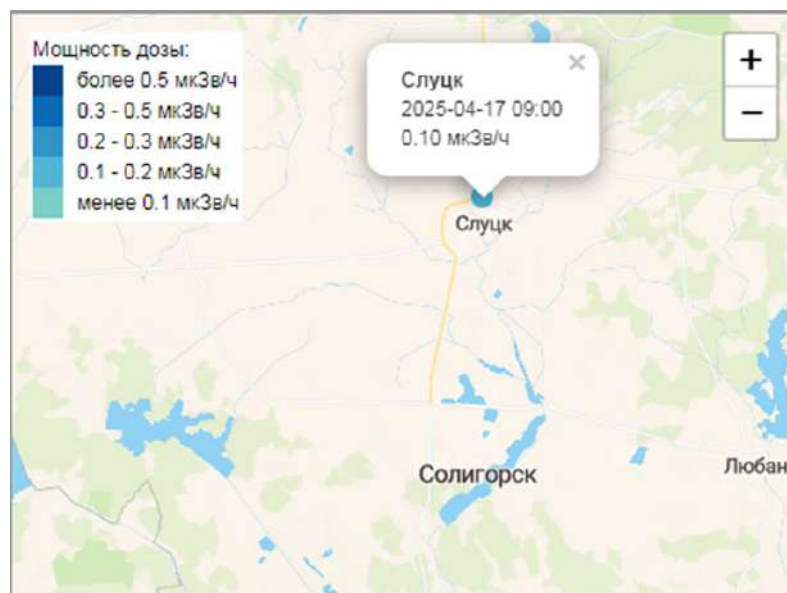 Мощность дозы:
более 0.5 мкЗв/ч
0.3 - 0.5 мкЗв/ч
0.2 - 0.3 мкЗв/ч
0.1 - 0.2 мкЗв/ч
менее 0.1 мкЗв/ч
Слуцк
2025-04-17 09:00
0.10 мкЗв/ч
×
+
−
Слуцк
Солигорск
Любан